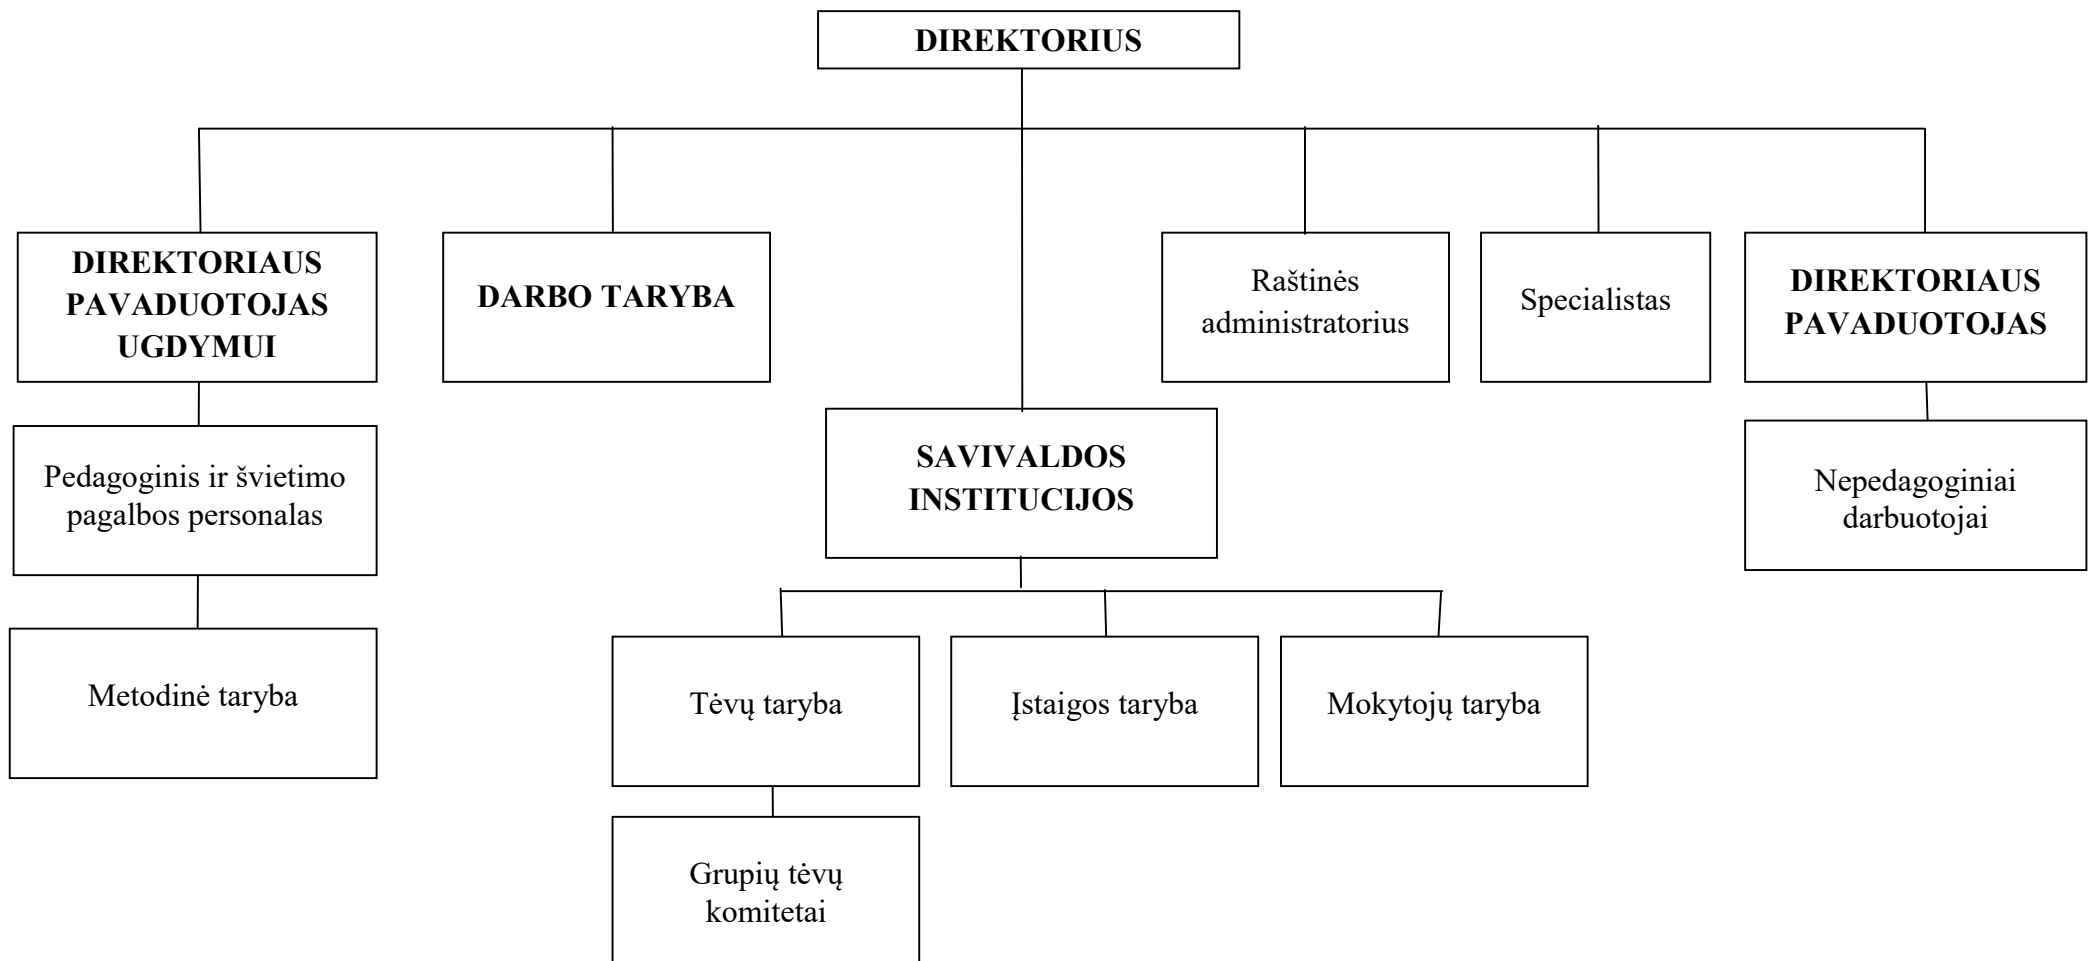 DIREKTORIUS
DIREKTORIAUS
PAVADUOTOJAS
UGDYMUI
DARBO TARYBA
Raštinės
administratorius
Specialistas
DIREKTORIAUS
PAVADUOTOJAS
Pedagoginis ir švietimo
pagalbos personalas
SAVIVALDOS
INSTITUCIJOS
Nepedagoginiai
darbuotojai
Metodinė taryba
Tėvų taryba
Įstaigos taryba
Mokytojų taryba
Grupių tėvų
komitetai